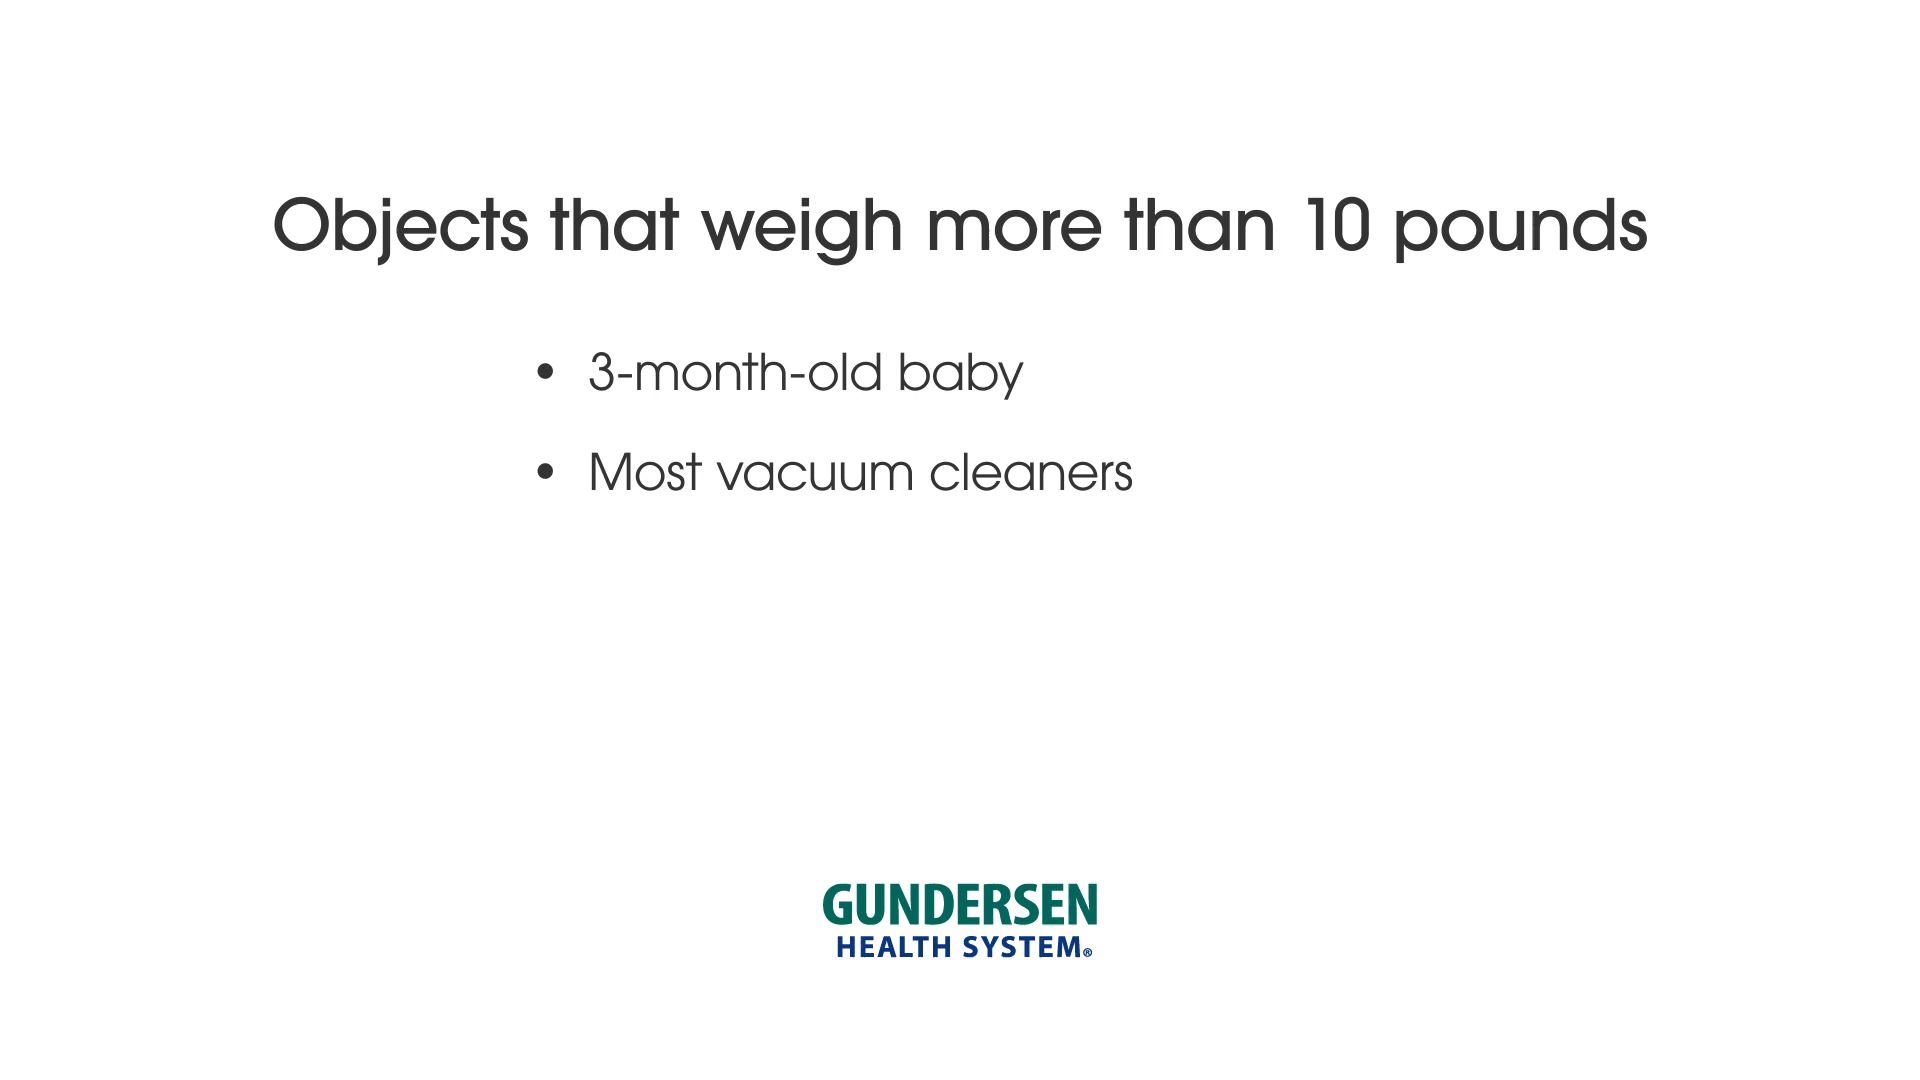 Objects that weigh more than 10 pounds
• 3-month-old baby
• Most vacuum cleaners
GUNDERSEN
HEALTH SYSTEM®